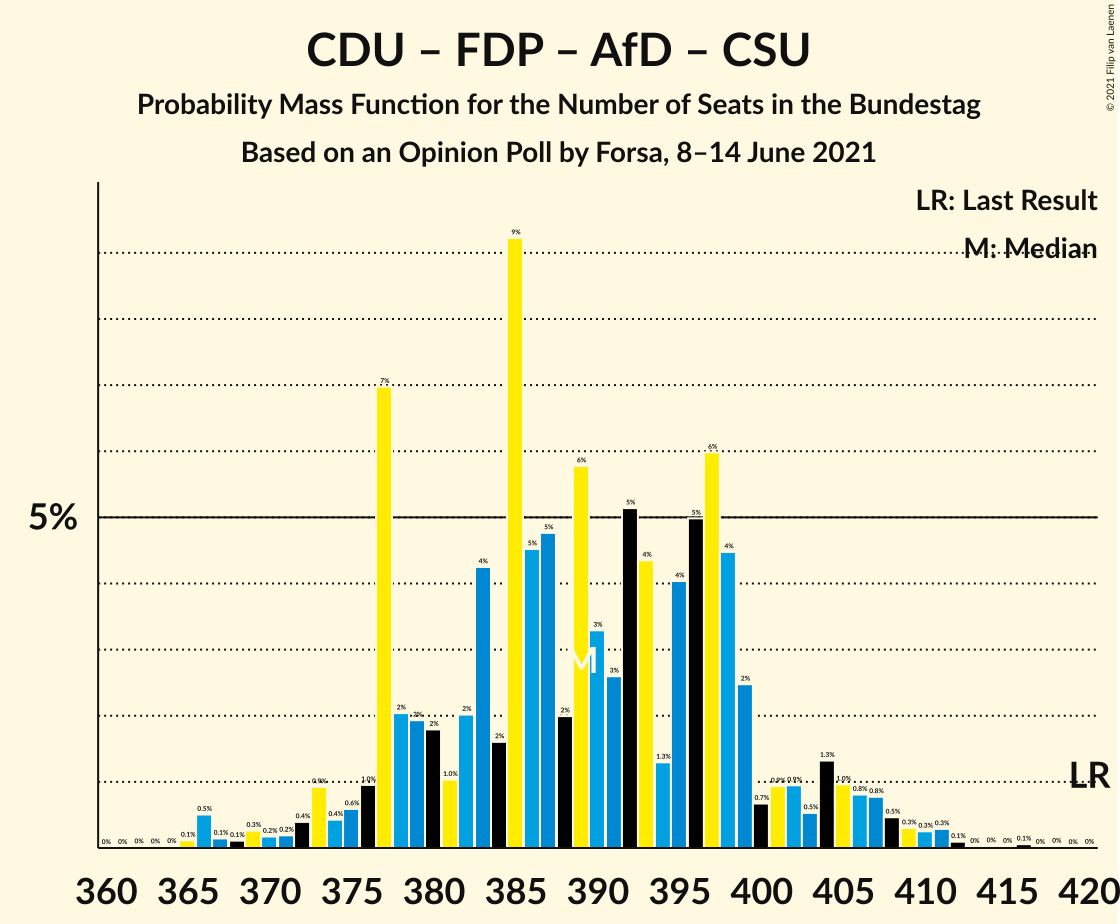 CDU – FDP – AfD – CSU
Probability Mass Function for the Number of Seats in the Bundestag
Based on an Opinion Poll by Forsa, 8–14 June 2021
© 2021 Filip van Laenen
LR: Last Result
M: Median
5%
0% 0% 0% 0% 0% 0.1% 0.5% 0.1% 0.1% 0.3% 0.2% 0.2% 0.4% 0.9% 0.4% 0.6% 1.0% 7% 2% 2% 2% 1.0% 2% 4% 2% 9% 5% 5% 2% 6% 3% 3% 5% 4% 1.3% 4% 5% 6% 4% 2% 0.7% 0.9% 0.9% 0.5% 1.3% 1.0% 0.8% 0.8% 0.5% 0.3% 0.3% 0.3% 0.1% 0% 0% 0% 0.1% 0% 0% 0% 0%
M
LR
360 365 370 375 380 385 390 395 400 405 410 415 420